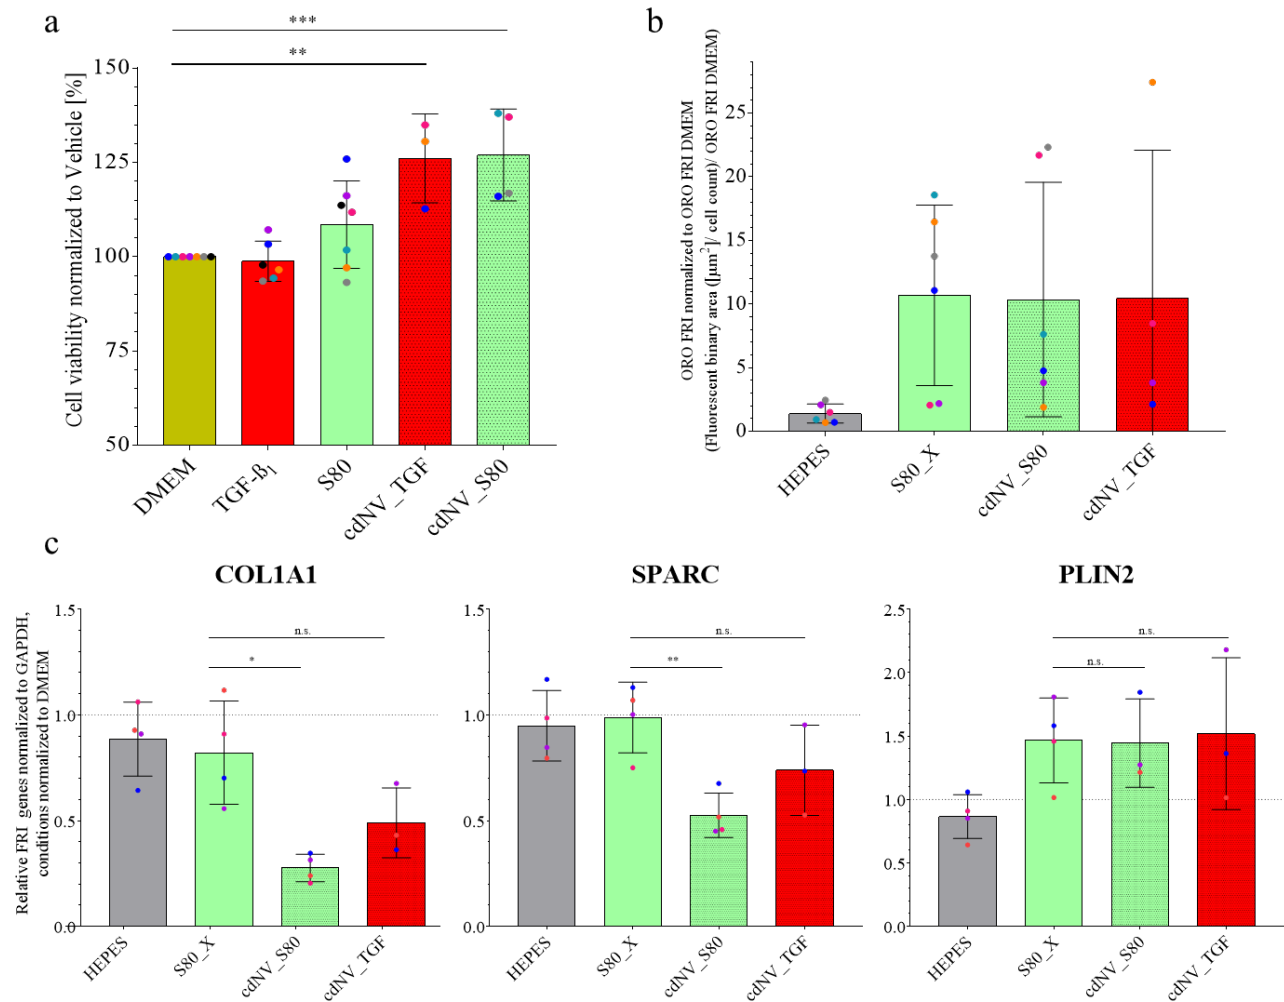 a
***
**
Cell viability normalized to Vehicle [%]
150
125
100
75
50
DMEM
TGF-ß₁
S80
cdNV_TGF
cdNV_S80
b
ORO FRI normalized to ORO FRI DMEM
(Fluorescent binary area ([µm²]/ cell count)/ ORO FRI DMEM)
25
20
15
10
5
0
HEPES
S80_X
cdNV_S80
cdNV_TGF
c
COL1A1
Relative FRI genes normalized to GAPDH,
conditions normalized to DMEM
1.5
1.0
0.5
0.0
n.s.
*
HEPES
S80_X
cdNV_S80
cdNV_TGF
SPARC
1.5
1.0
0.5
0.0
n.s.
**
HEPES
S80_X
cdNV_S80
cdNV_TGF
PLIN2
2.5
2.0
1.5
1.0
0.5
0.0
n.s.
n.s.
HEPES
S80_X
cdNV_S80
cdNV_TGF